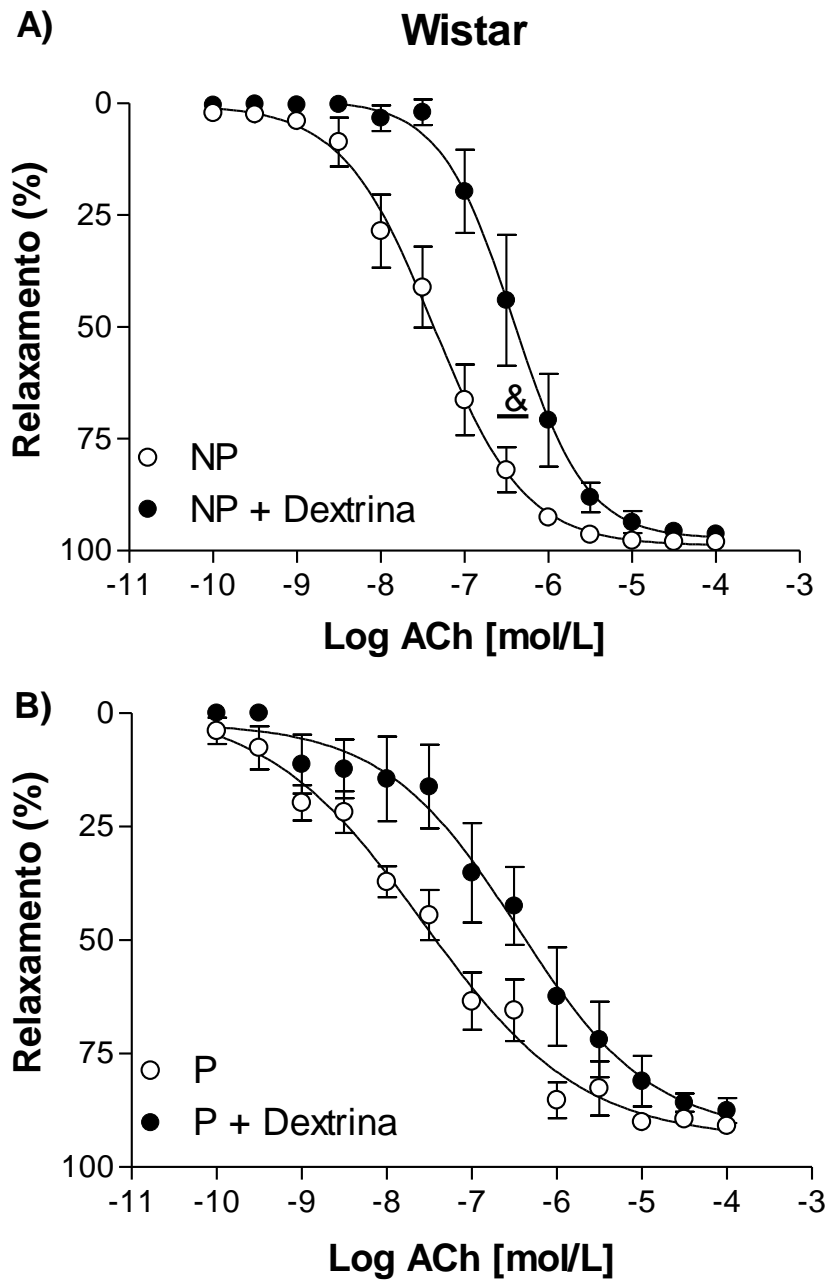 A)
Wistar
0
25
50
75
100
Relaxamento (%)
&
NP
NP + Dextrina
-11 -10 -9 -8 -7 -6 -5 -4 -3
Log ACh [mol/L]
B)
0
25
50
75
100
Relaxamento (%)
P
P + Dextrina
-11 -10 -9 -8 -7 -6 -5 -4 -3
Log ACh [mol/L]